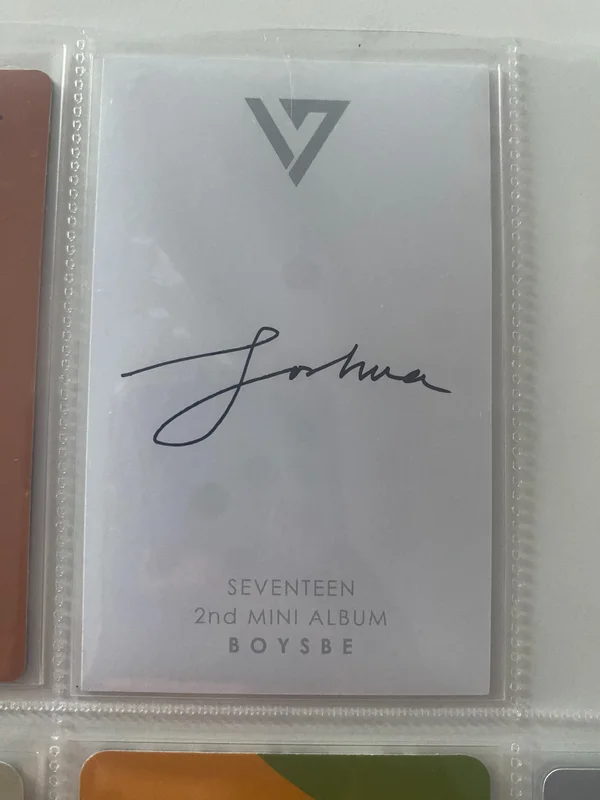 Joshua
SEVENTEEN
2nd MINI ALBUM
BOYSBE